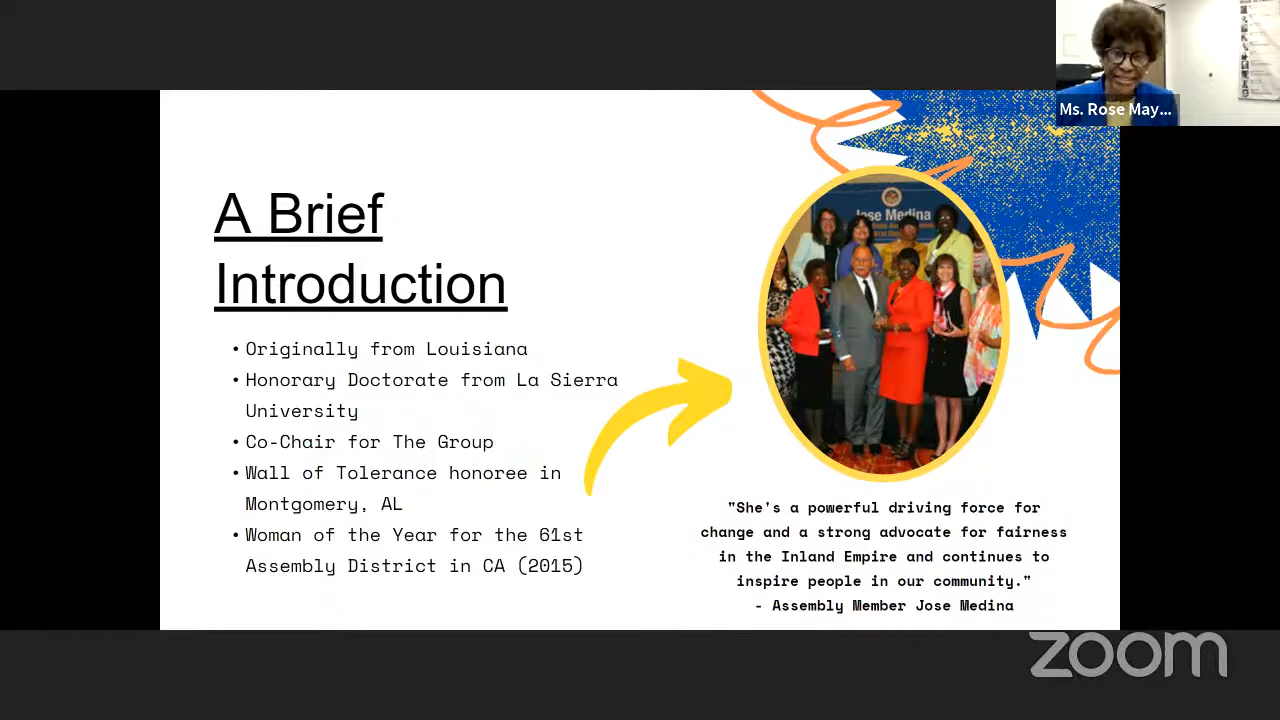 Ms. Rose May...
A Brief
Introduction
• Originally from Louisiana
• Honorary Doctorate from La Sierra
University
• Co-Chair for The Group
• Wall of Tolerance honoree in
Montgomery, AL
• Woman of the Year for the 61st
Assembly District in CA (2015)
Jose Medina
"She's a powerful driving force for
change and a strong advocate for fairness
in the Inland Empire and continues to
inspire people in our community."
- Assembly Member Jose Medina
zoom